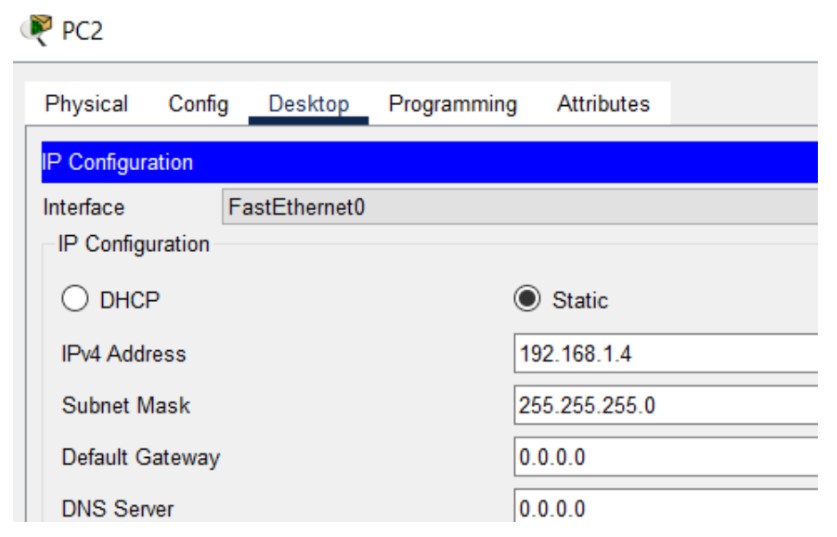 PC2
Physical Config Desktop Programming Attributes
IP Configuration
Interface FastEthernet0
IP Configuration
DHCP Static
IPv4 Address 192.168.1.4
Subnet Mask 255.255.255.0
Default Gateway 0.0.0.0
DNS Server 0.0.0.0